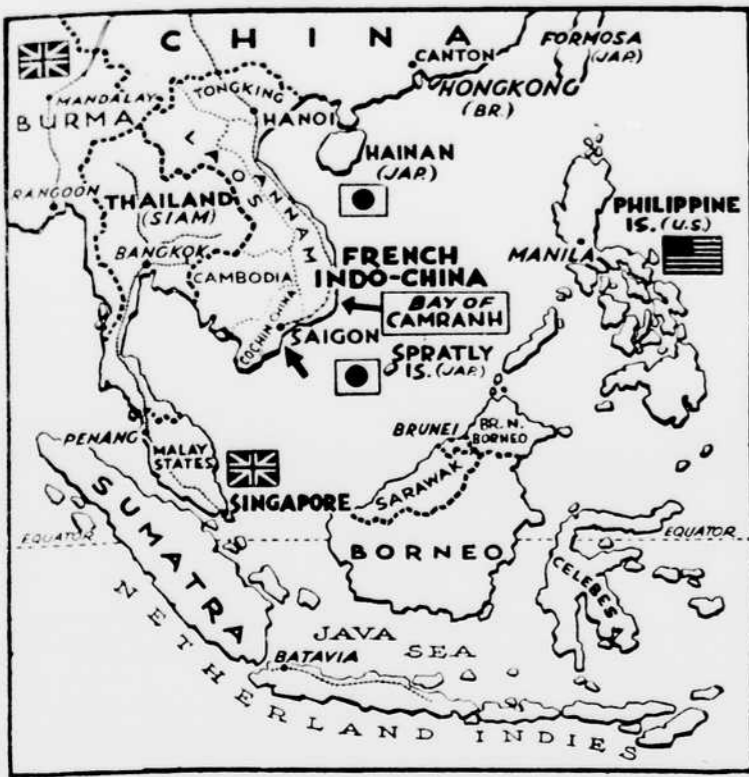 CHINA
CANTON
FORMOSA
(JAP.)
HONGKONG
(BR.)
MANDALAY
BURMA
TONGKING
HANOI
LAOS
HAINAN
(JAP.)
ANNAM
RANGOON
THAILAND
(SIAM)
BANGKOK
CAMBODIA
FRENCH
INDO-CHINA
PHILIPPINE
IS. (U.S.)
MANILA
BAY OF
CAMRANH
COCHIN CHINA
SAIGON
SPRATLY
IS. (JAP.)
PENANG
MALAY
STATES
BRUNEI
BR. N.
BORNEO
SARAWAK
SINGAPORE
SUMATRA
EQUATOR
EQUATOR
BORNEO
CELEBES
JAVA SEA
BATAVIA
NETHERLAND INDIES